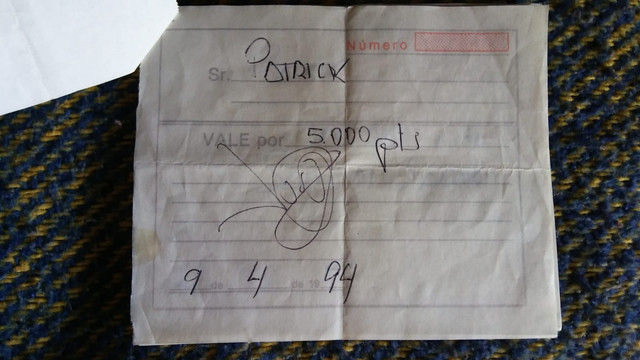 Número
Sr. Patrick
VALE por 5.000 pts
9 de 4 de 1994